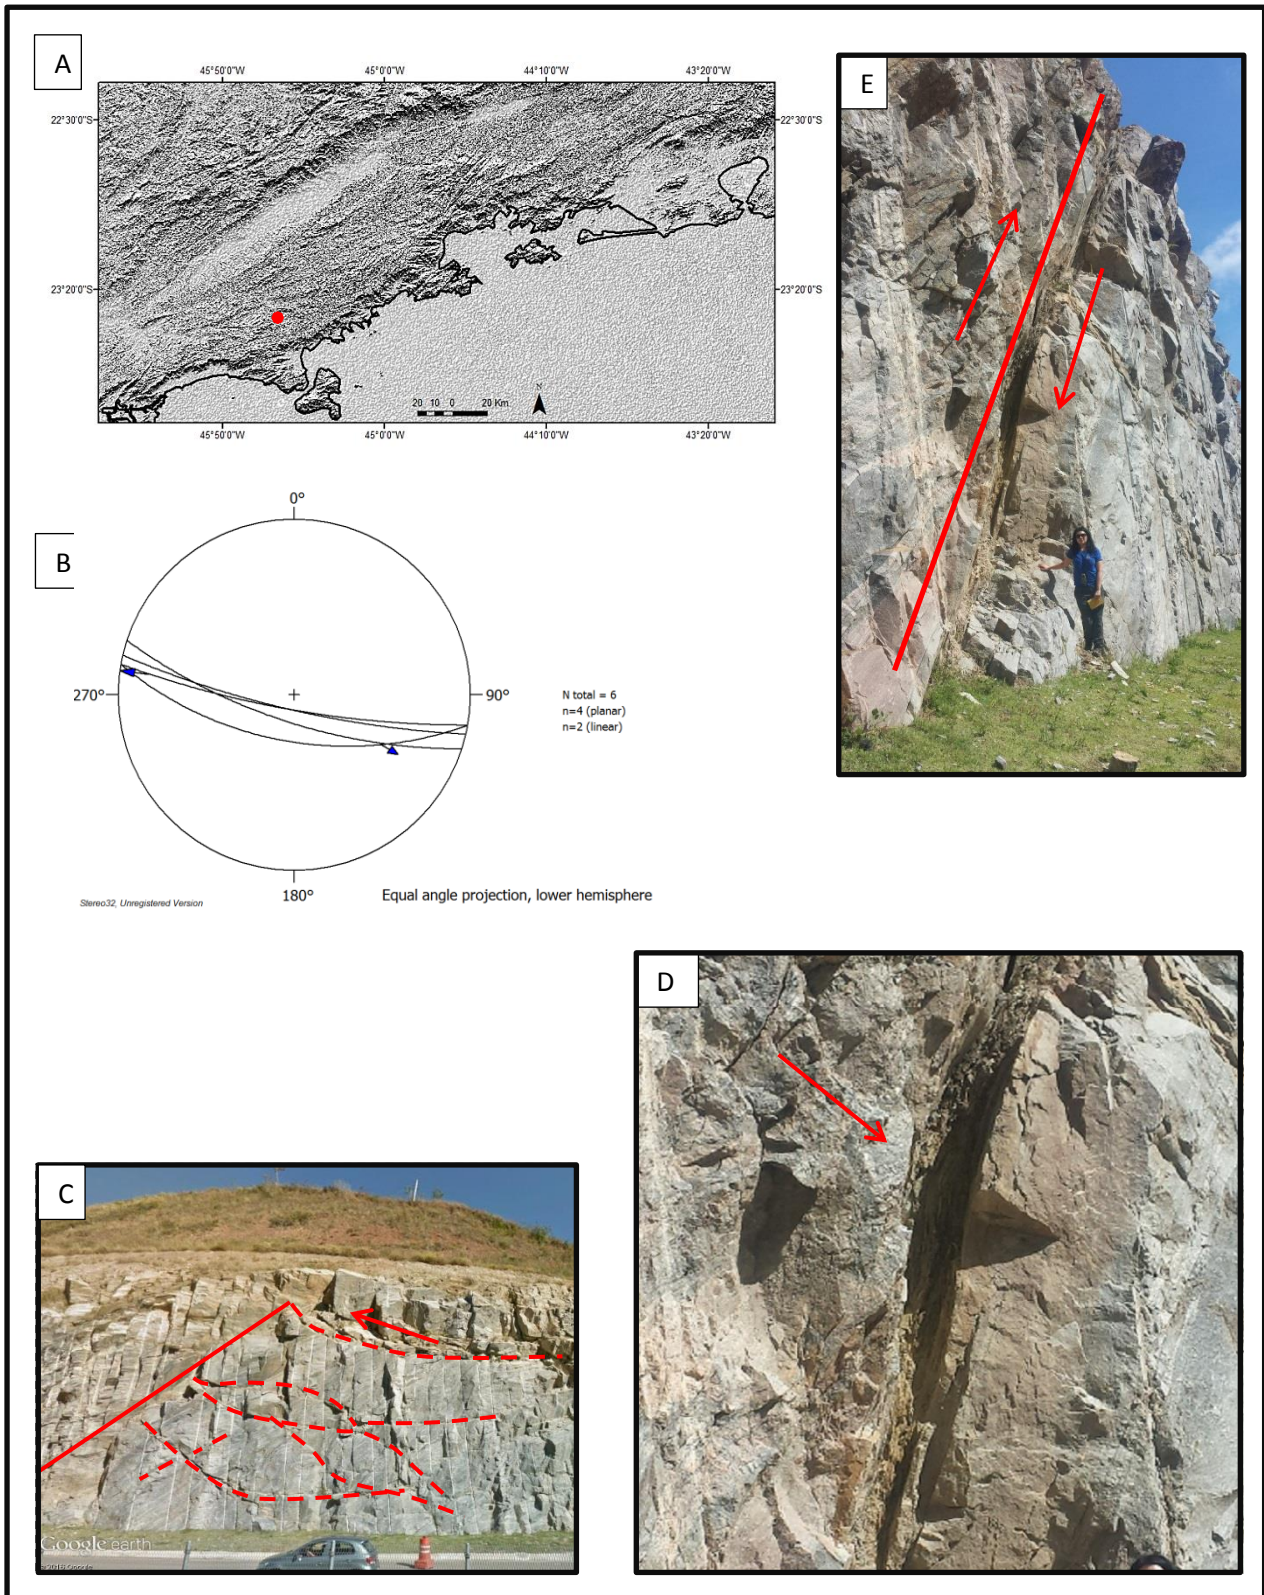 A
45°50'0"W 45°0'0"W 44°10'0"W 43°20'0"W
22°30'0"S 22°30'0"S
23°20'0"S 23°20'0"S
20 10 0 20 Km
N
45°50'0"W 45°0'0"W 44°10'0"W 43°20'0"W
E
B
0°
270° 90°
N total = 6
n=4 (planar)
n=2 (linear)
180°
Equal angle projection, lower hemisphere
Stereo32, Unregistered Version
D
C
Google earth
© 2016 Google